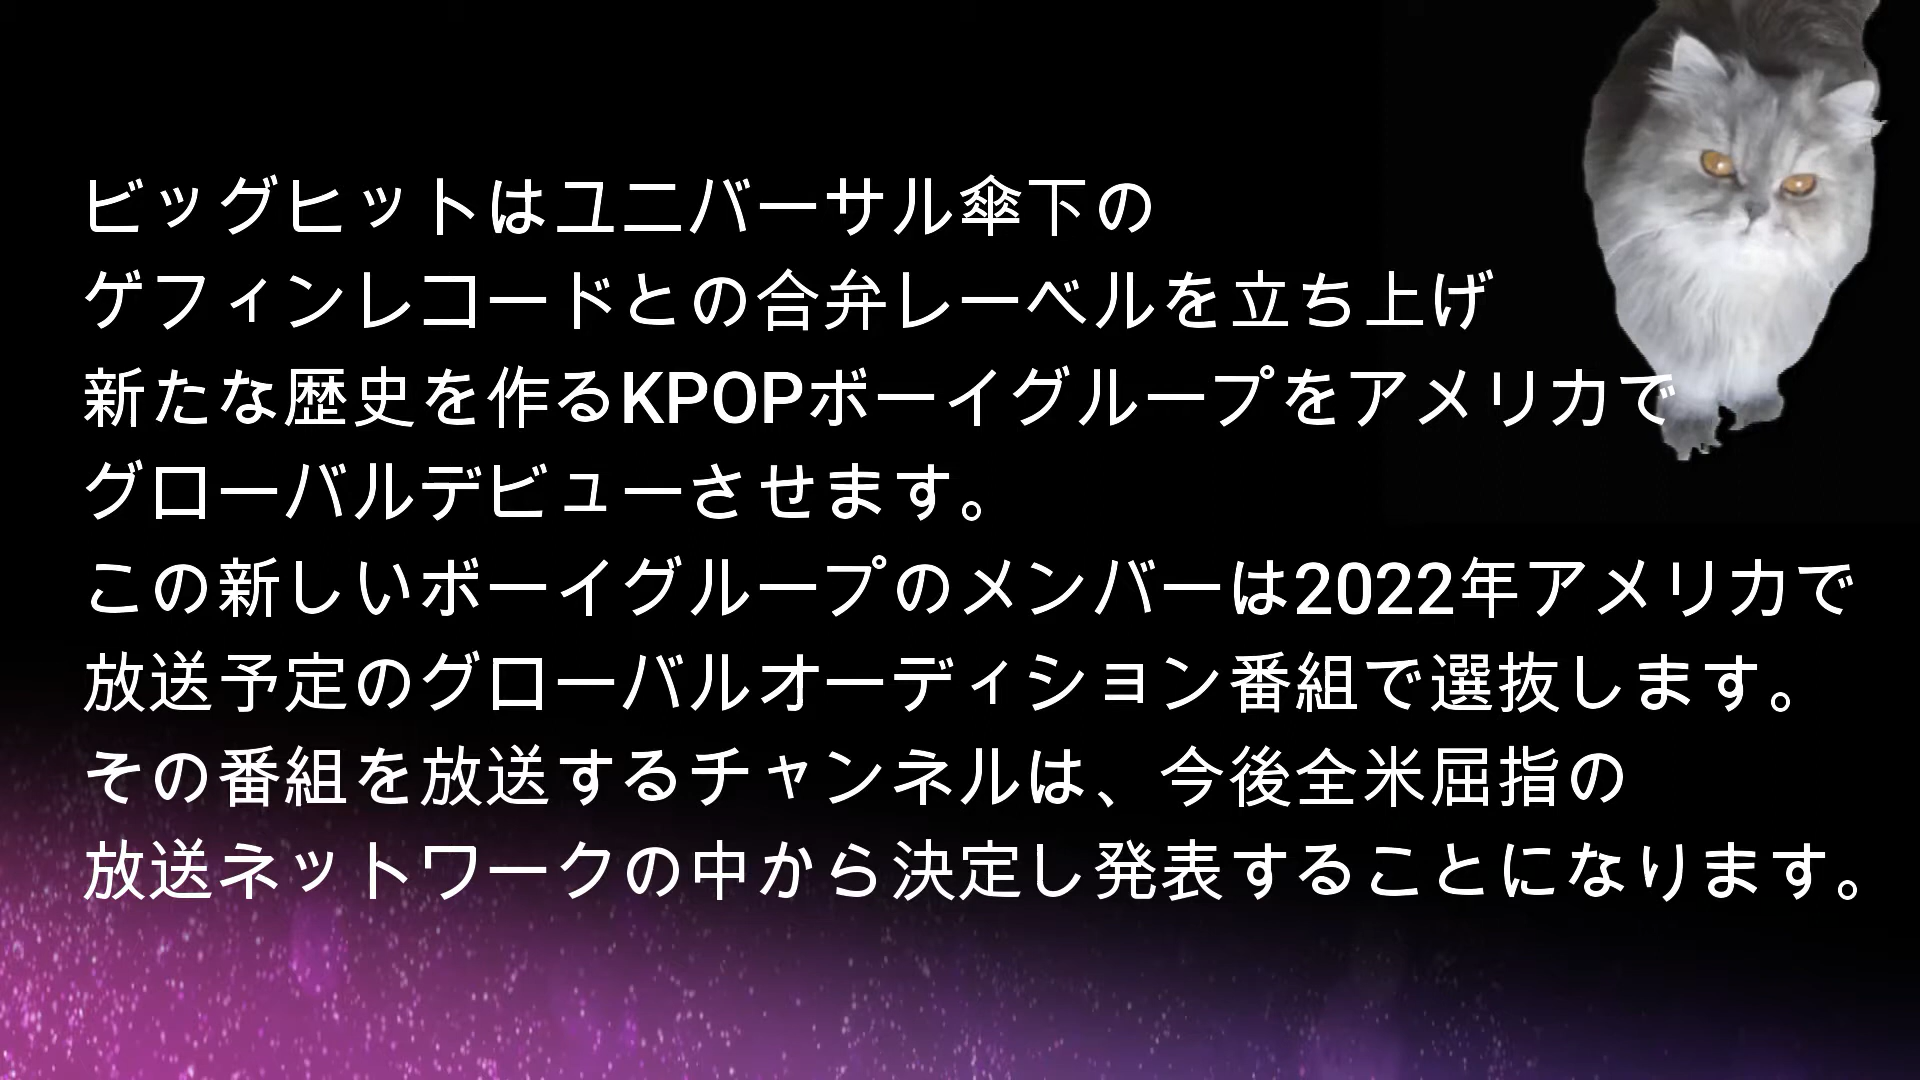 ビッグヒットはユニバーサル傘下の
ゲフィンレコードとの合弁レーベルを立ち上げ
新たな歴史を作るKPOPボーイグループをアメリカで
グローバルデビューさせます。
この新しいボーイグループのメンバーは2022年アメリカで
放送予定のグローバルオーディション番組で選抜します。
その番組を放送するチャンネルは、今後全米屈指の
放送ネットワークの中から決定し発表することになります。